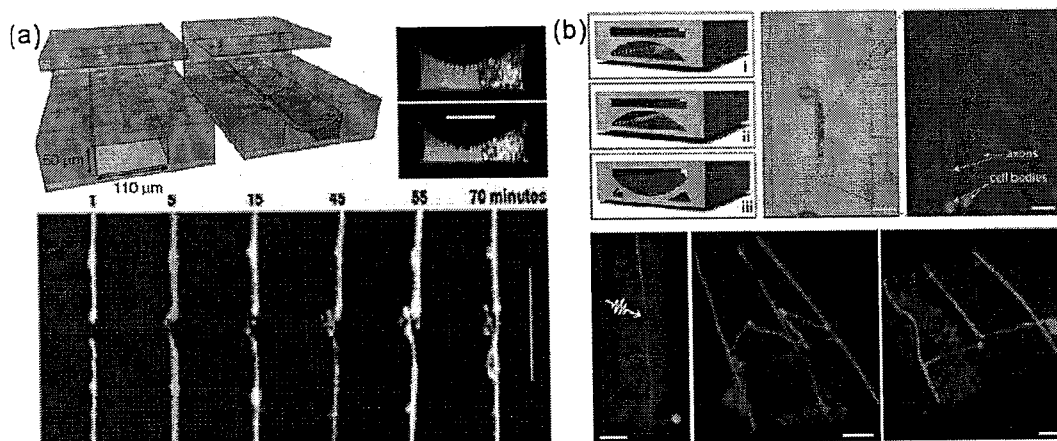 (a)
50 µm
110 µm
1 5 15 45 55 70 minutes
(b)
i
ii
iii
axons
cell bodies